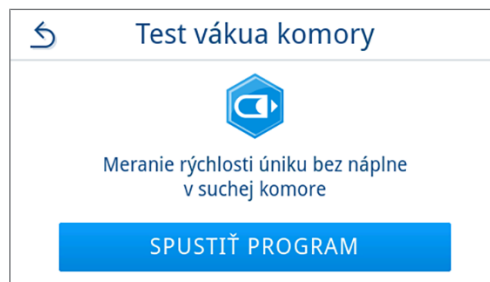 Test vákua komory
Meranie rýchlosti úniku bez náplne
v suchej komore
SPUSTIŤ PROGRAM